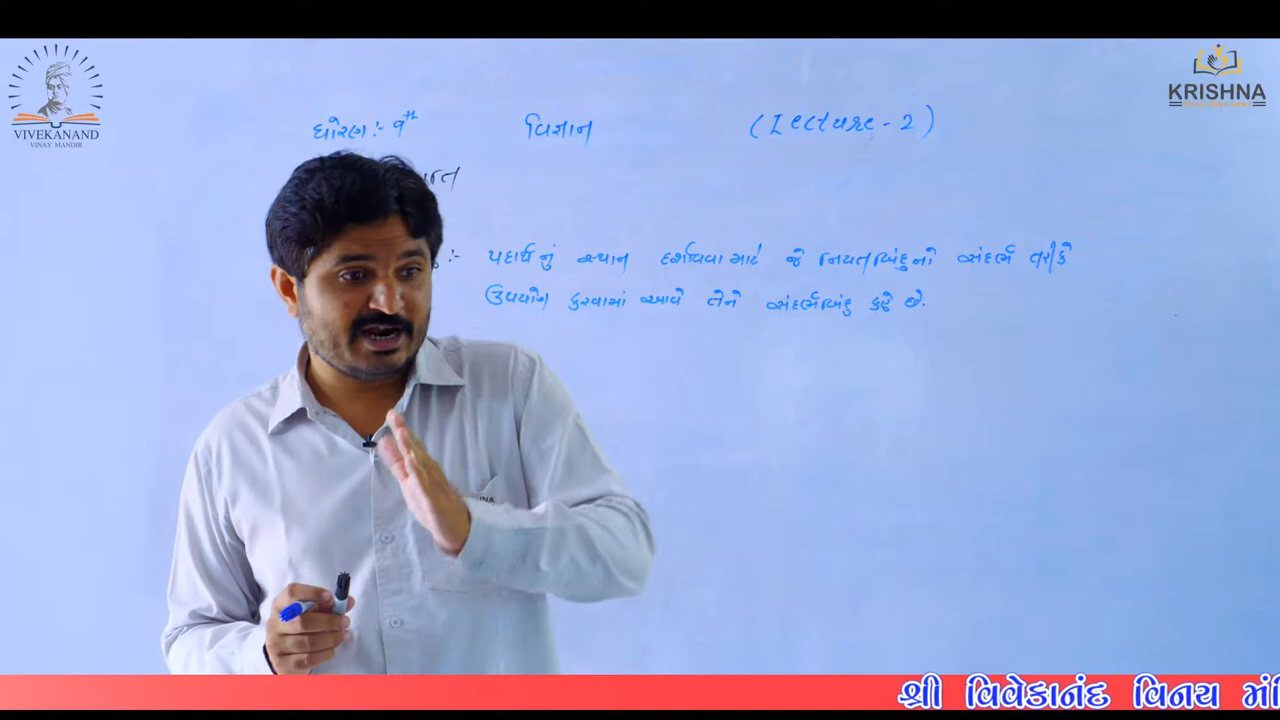 VIVEKANAND
VINAY MANDIR
KRISHNA
ધોરણ :- ૧th વિજ્ઞાન (Lecture - 2)
:- પદાર્થનું સ્થાન દર્શાવવા માટે જે નિયતબિંદુનો સંદર્ભ તરીકે
ઉપયોગ કરવામાં આવે તેને સંદર્ભબિંદુ કહે છે.
શ્રી વિવેકાનંદ વિનય મં